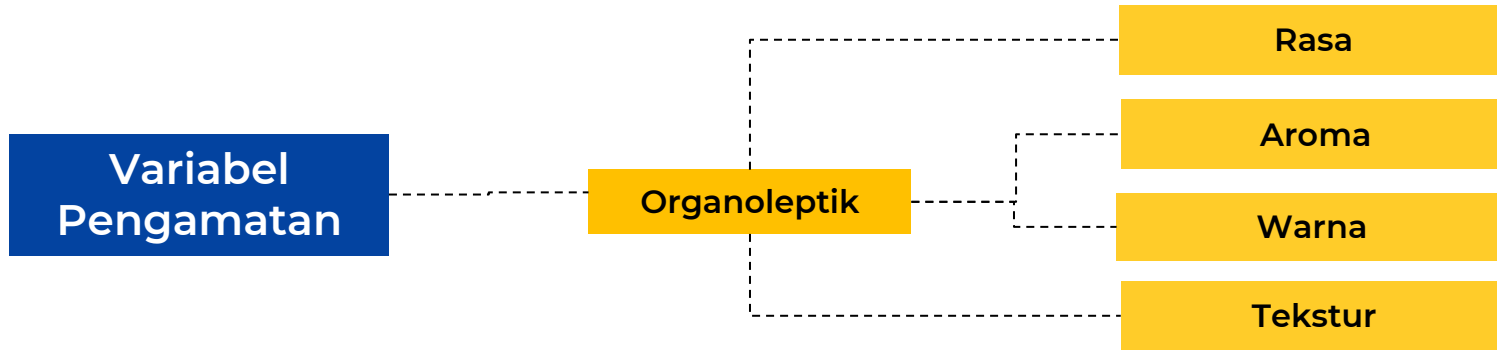 Variabel
Pengamatan
Organoleptik
Rasa
Aroma
Warna
Tekstur